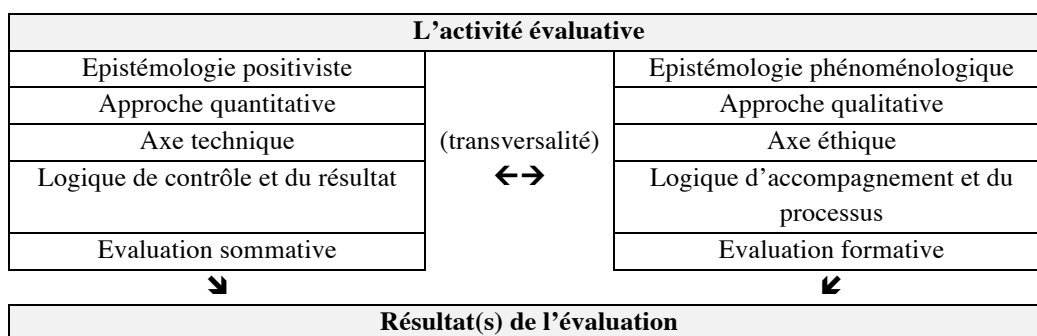 L'activité évaluative
Epistémologie positiviste
Epistémologie phénoménologique
Approche quantitative
Approche qualitative
Axe technique
(transversalité)
Axe éthique
Logique de contrôle et du résultat
←→
Logique d'accompagnement et du
processus
Evaluation sommative
Evaluation formative
Résultat(s) de l'évaluation